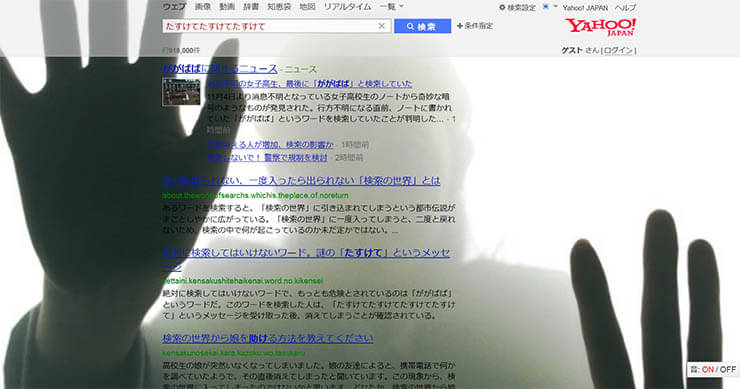 ウェブ 画像 動画 辞書 知恵袋 地図 リアルタイム 一覧
検索設定 Yahoo! JAPAN ヘルプ
たすけてたすけてたすけて
検索
+条件指定
YAHOO!
JAPAN
918,000件
ゲスト さん [ログイン]
ががばばに関するニュース - ニュース
の女子高生、最後に「ががばば」と検索していた
11月4日より消息不明となっている女子高校生のノートから奇妙な暗
号のようなものが発見された。行方不明になる直前、ノートに書かれ
ていた「ががばば」というワードを検索していたことが判明した... - 1
時間前
える人が増加、検索の影響か - 1時間前
しないで! 警察で規制を検討 - 2時間前
られない、一度入ったら出られない「検索の世界」とは
about.theworldofsearchs.whichis.theplace.of.noreturn
あるワードを検索すると、「検索の世界」に引き込まれてしまうという都市伝説が
まことしやかに広がっている。「検索の世界」に一度入ってしまうと、二度と戻れ
ないため、検索の中で何が起こっているのか未だ定かではない。...
絶対に検索してはいけないワード。謎の「たすけて」というメッセ
ージ
zettaini.kensakushitehaikenai.word.no.kikensei
絶対に検索してはいけないワードで、もっとも危険とされているのは「ががばば」
というワードだ。このワードを検索した人は、「たすけてたすけてたすけてたすけ
て」というメッセージを受け取った後、消えてしまうことが確認されている。
検索の世界から娘を助ける方法を教えてください
kensakunosekai.kara.kazoku.wo.tasukeru
高校生の娘が突然いなくなってしまいました。娘の友達によると、携帯電話で何か
を調べていたようで、その直後消えてしまったと聞いています。この現象から、検
音: ON / OFF